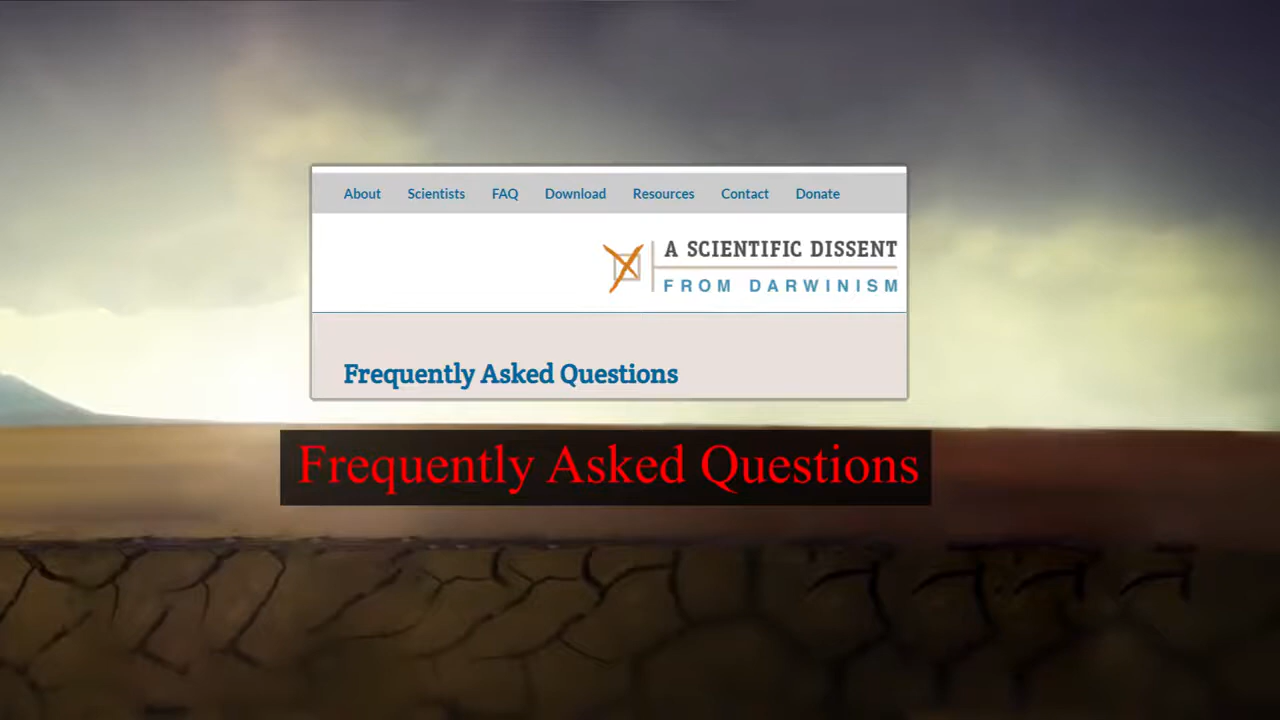 About Scientists FAQ Download Resources Contact Donate
A SCIENTIFIC DISSENT
FROM DARWINISM
Frequently Asked Questions
Frequently Asked Questions